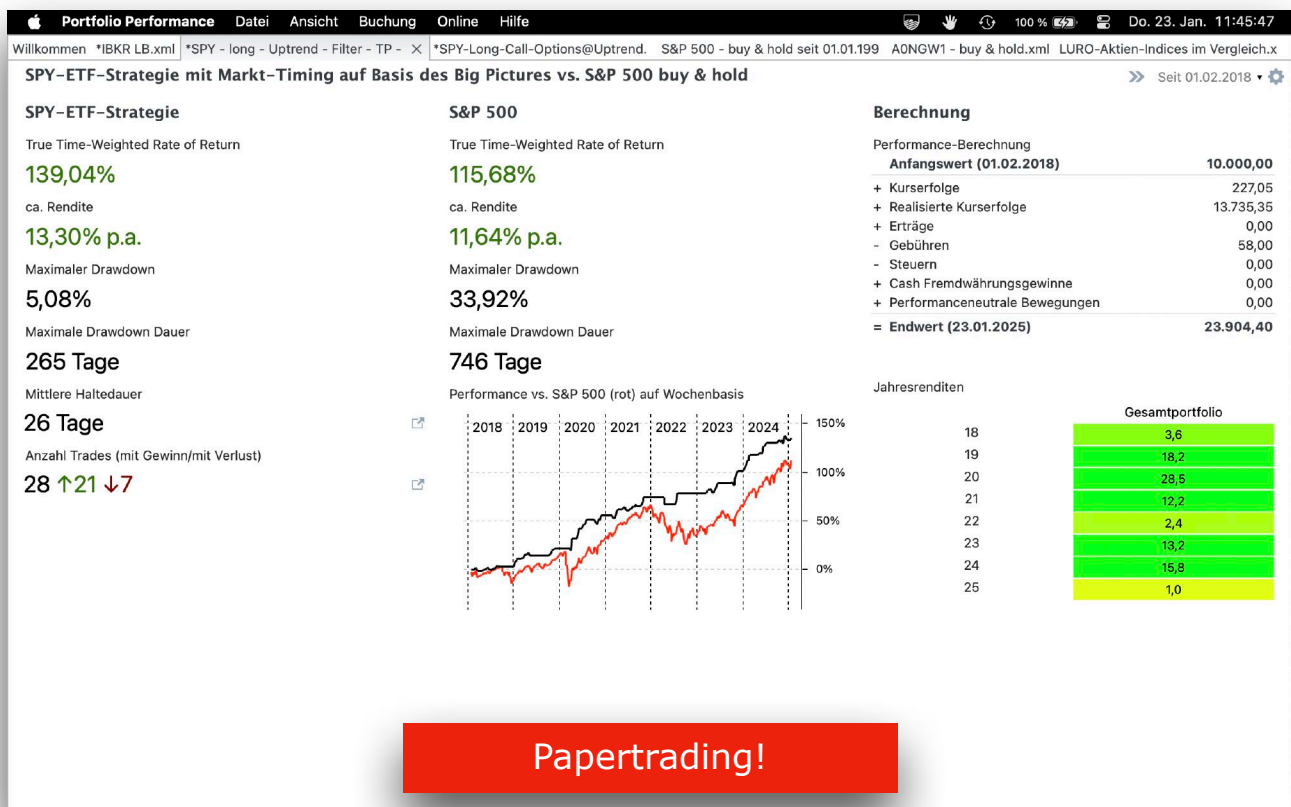 Portfolio Performance Datei Ansicht Buchung Online Hilfe 100 % Do. 23. Jan. 11:45:47
Willkommen *IBKR LB.xml *SPY - long - Uptrend - Filter - TP - × *SPY-Long-Call-Options@Uptrend. S&P 500 - buy & hold seit 01.01.199 A0NGW1 - buy & hold.xml LURO-Aktien-Indices im Vergleich.x
SPY-ETF-Strategie mit Markt-Timing auf Basis des Big Pictures vs. S&P 500 buy & hold
Seit 01.02.2018
SPY-ETF-Strategie
True Time-Weighted Rate of Return
139,04%
ca. Rendite
13,30% p.a.
Maximaler Drawdown
5,08%
Maximale Drawdown Dauer
265 Tage
Mittlere Haltedauer
26 Tage
Anzahl Trades (mit Gewinn/mit Verlust)
28 ↑21 ↓7
S&P 500
True Time-Weighted Rate of Return
115,68%
ca. Rendite
11,64% p.a.
Maximaler Drawdown
33,92%
Maximale Drawdown Dauer
746 Tage
Performance vs. S&P 500 (rot) auf Wochenbasis
2018 2019 2020 2021 2022 2023 2024
150%
100%
50%
0%
Berechnung
Performance-Berechnung
Anfangswert (01.02.2018) 10.000,00
+ Kurserfolge 227,05
+ Realisierte Kurserfolge 13.735,35
+ Erträge 0,00
- Gebühren 58,00
- Steuern 0,00
+ Cash Fremdwährungsgewinne 0,00
+ Performanceneutrale Bewegungen 0,00
= Endwert (23.01.2025) 23.904,40
Jahresrenditen
Gesamtportfolio
18 3,6
19 18,2
20 28,5
21 12,2
22 2,4
23 13,2
24 15,8
25 1,0
Papertrading!